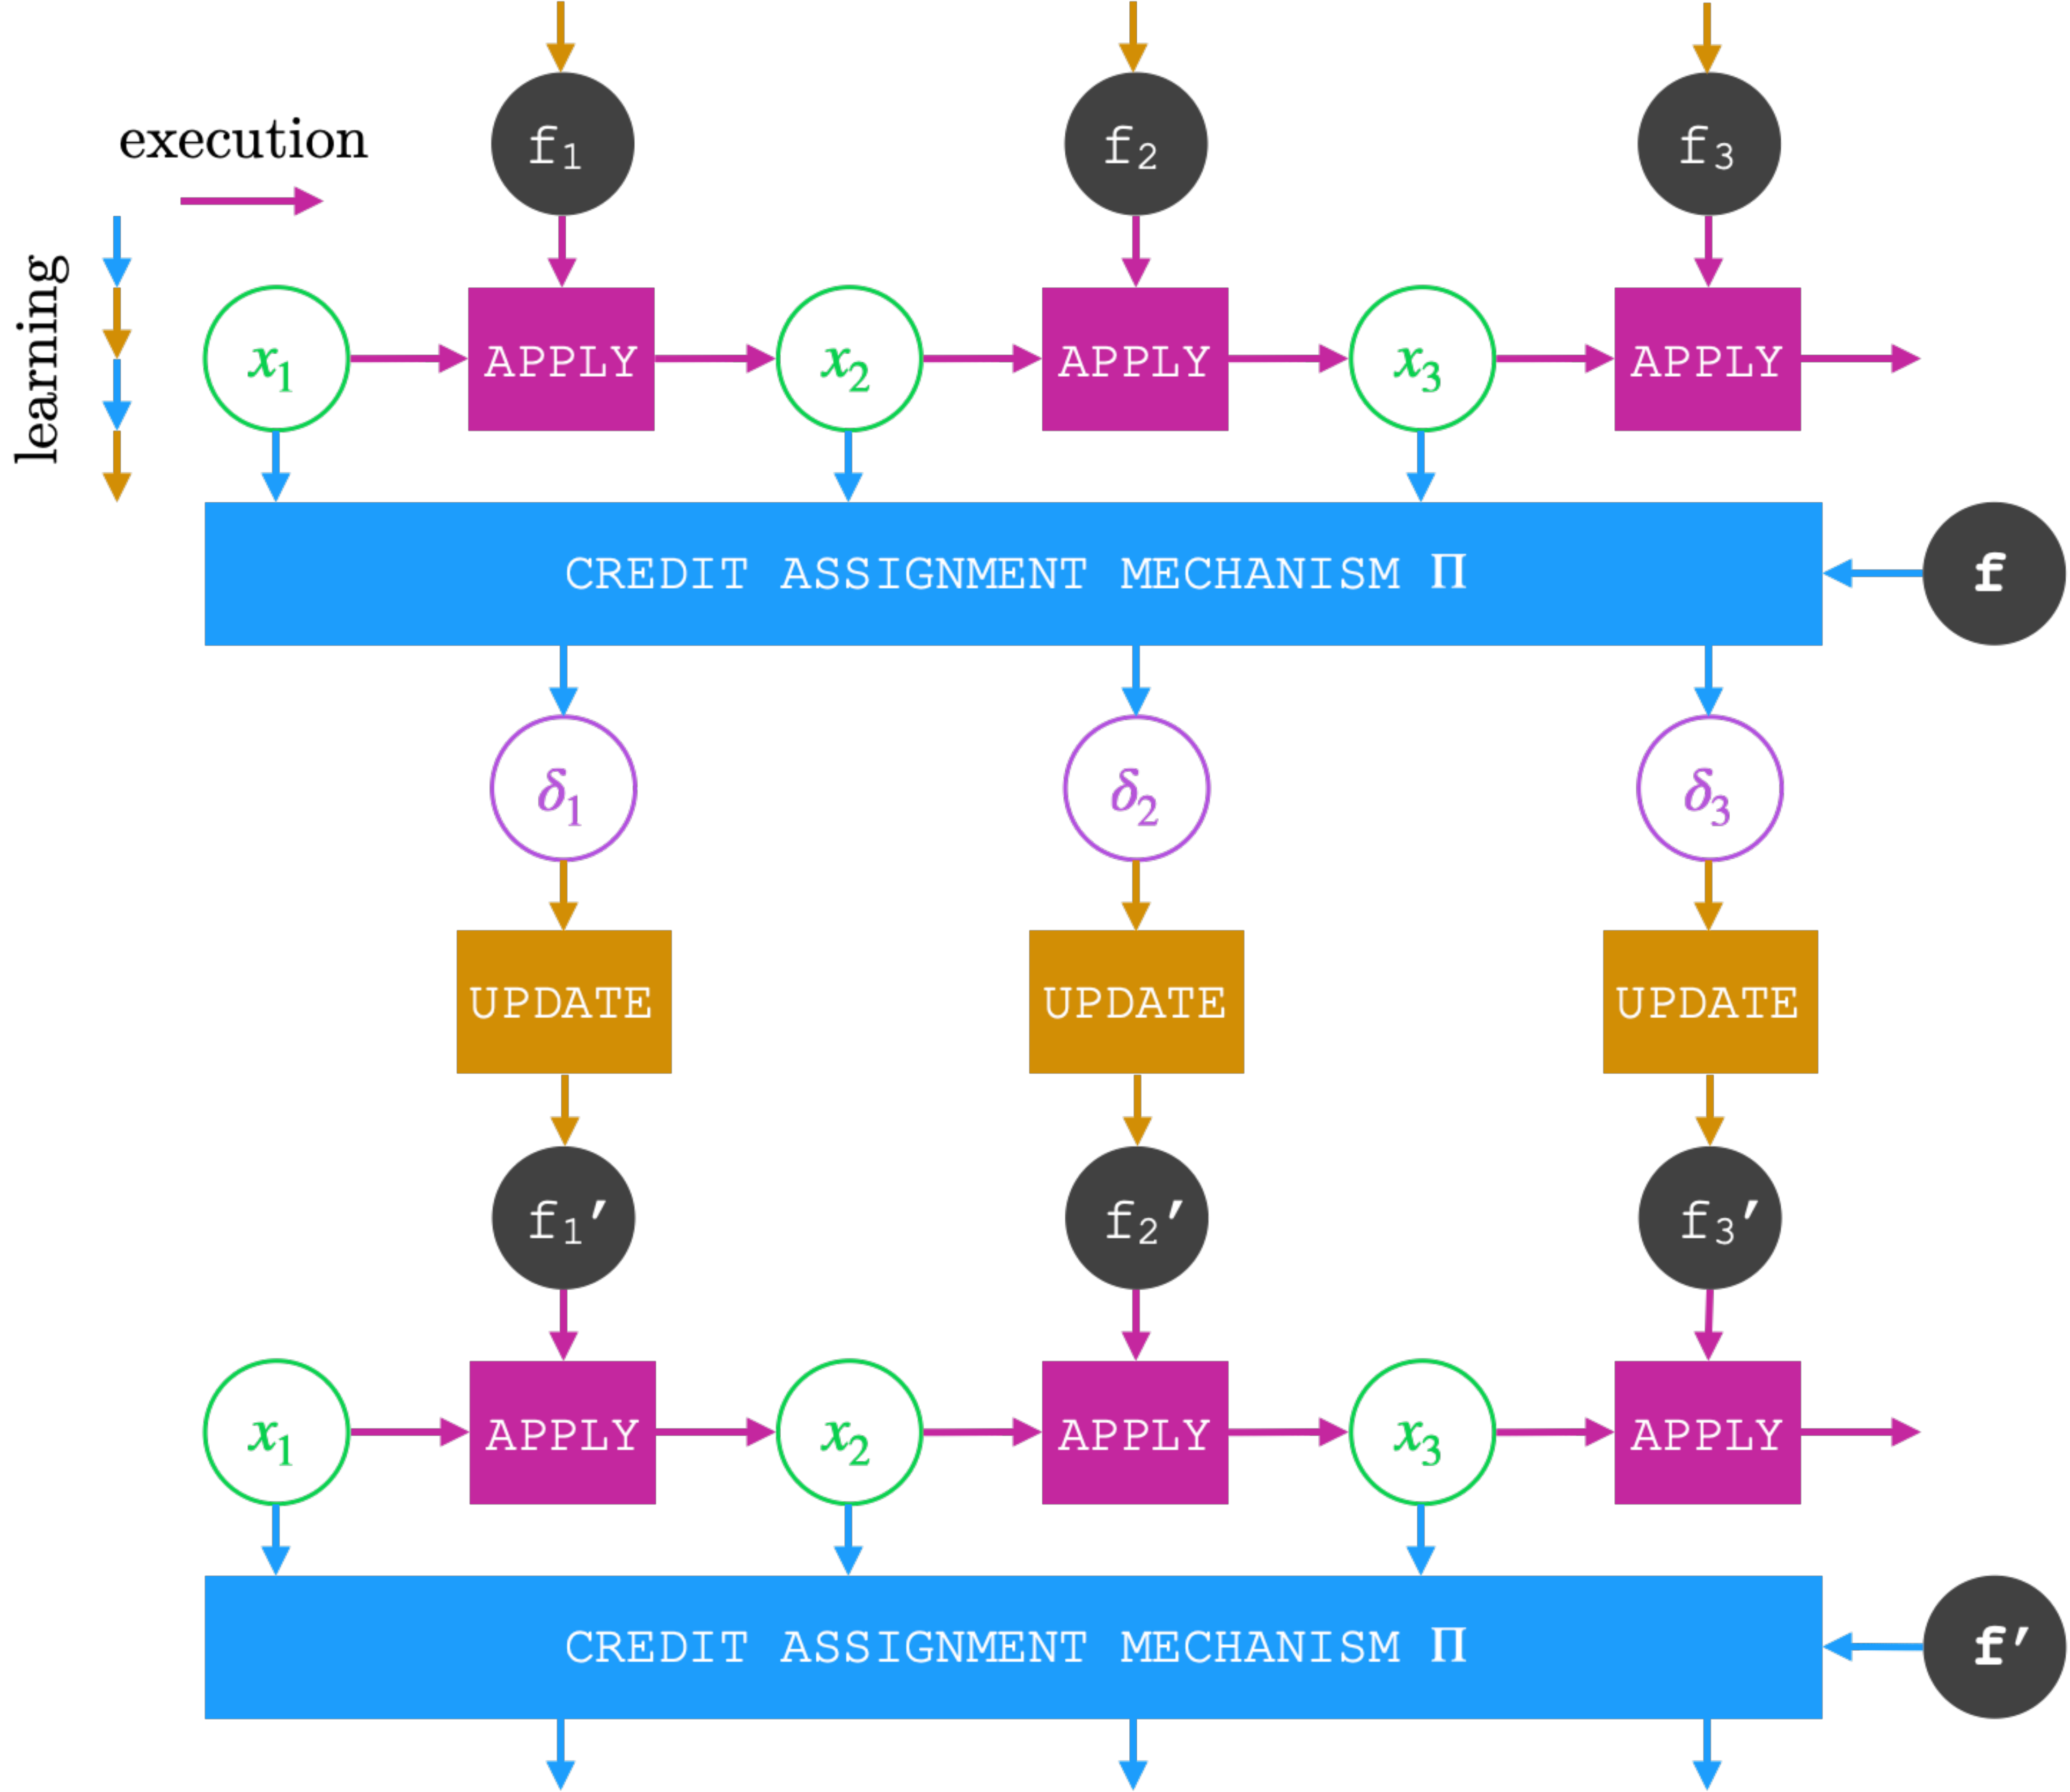 f₁ f₂ f₃
execution
learning
x₁ APPLY x₂ APPLY x₃ APPLY
CREDIT ASSIGNMENT MECHANISM Π f
δ₁ δ₂ δ₃
UPDATE UPDATE UPDATE
f₁′ f₂′ f₃′
x₁ APPLY x₂ APPLY x₃ APPLY
CREDIT ASSIGNMENT MECHANISM Π f′